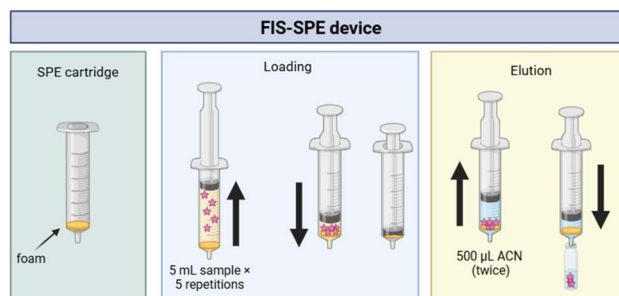 FIS-SPE device
SPE cartridge
foam
Loading
5 mL sample ×
5 repetitions
Elution
500 µL ACN
(twice)